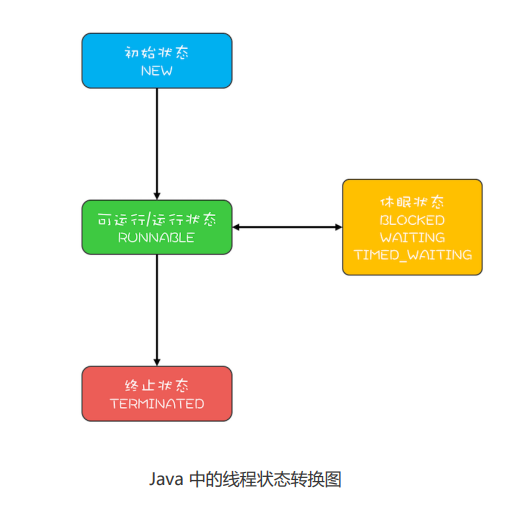 初始状态
NEW
可运行/运行状态
RUNNABLE
休眠状态
BLOCKED
WAITING
TIMED_WAITING
终止状态
TERMINATED
Java 中的线程状态转换图